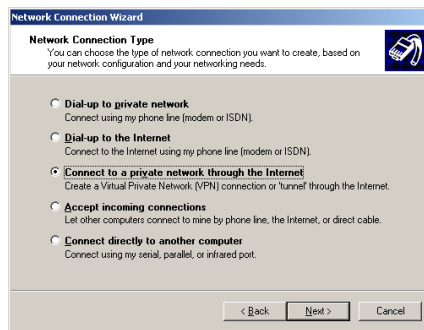 Network Connection Wizard
Network Connection Type
You can choose the type of network connection you want to create, based on
your network configuration and your networking needs.
Dial-up to private network
Connect using my phone line (modem or ISDN).
Dial-up to the Internet
Connect to the Internet using my phone line (modem or ISDN).
Connect to a private network through the Internet
Create a Virtual Private Network (VPN) connection or 'tunnel' through the Internet.
Accept incoming connections
Let other computers connect to mine by phone line, the Internet, or direct cable.
Connect directly to another computer
Connect using my serial, parallel, or infrared port.
< Back Next > Cancel